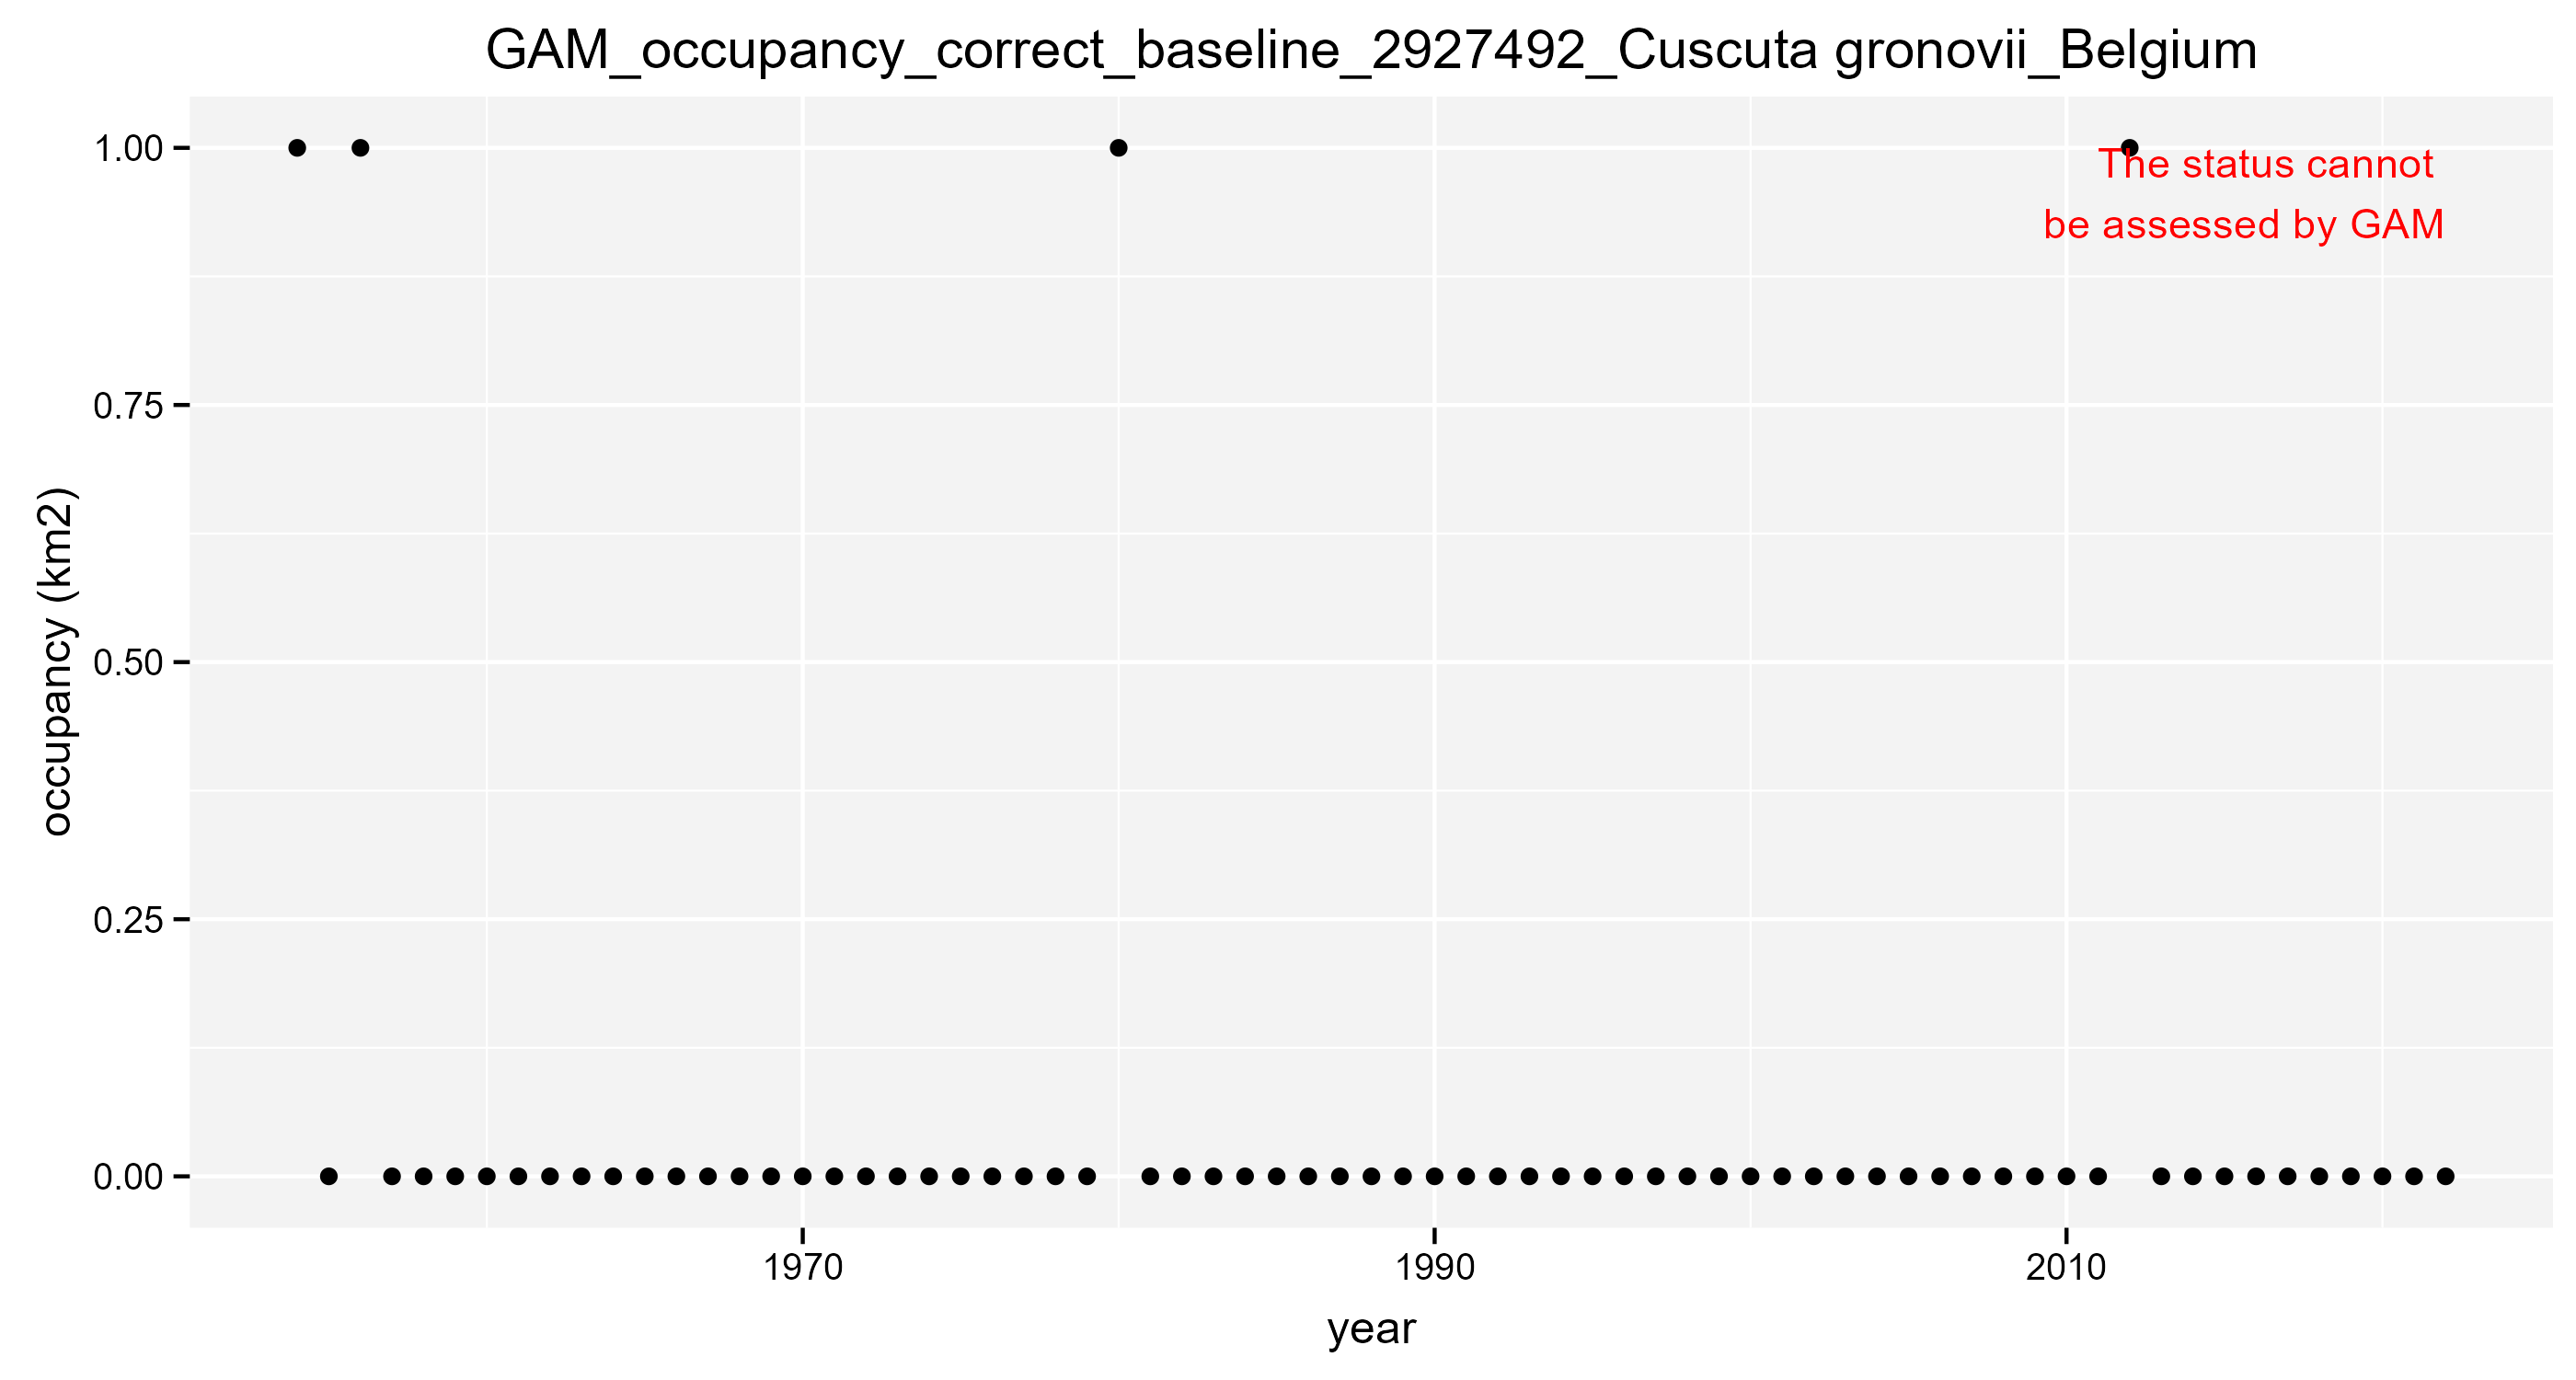 GAM_occupancy_correct_baseline_2927492_Cuscuta gronovii_Belgium
1.00
The status cannot
be assessed by GAM
0.75
occupancy (km2)
0.50
0.25
0.00
1970
1990
2010
year